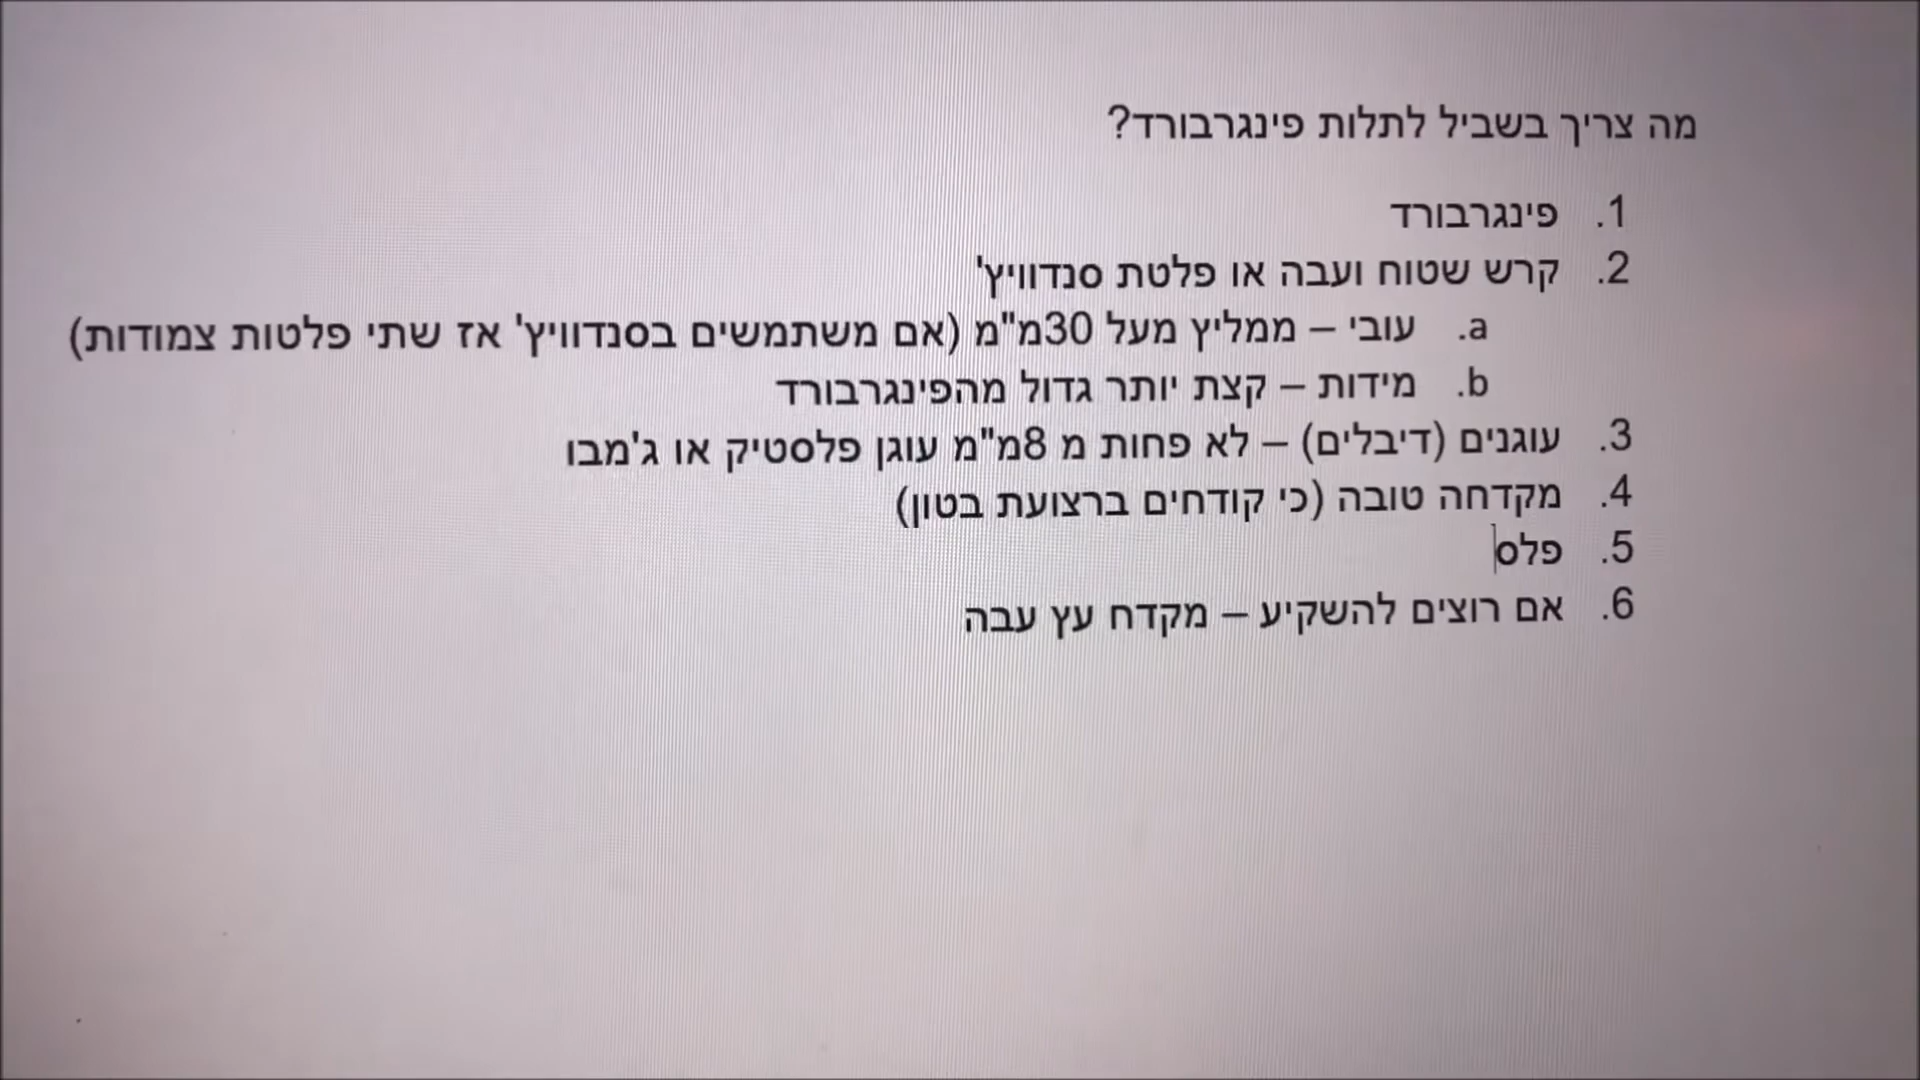 מה צריך בשביל לתלות פינגרבורד?
1. פינגרבורד
2. קרש שטוח ועבה או פלטת סנדוויץ'
a. עובי – ממליץ מעל 30מ"מ (אם משתמשים בסנדוויץ' אז שתי פלטות צמודות)
b. מידות – קצת יותר גדול מהפינגרבורד
3. עוגנים (דיבלים) – לא פחות מ 8מ"מ עוגן פלסטיק או ג'מבו
4. מקדחה טובה (כי קודחים ברצועת בטון)
5. פלס
6. אם רוצים להשקיע – מקדח עץ עבה